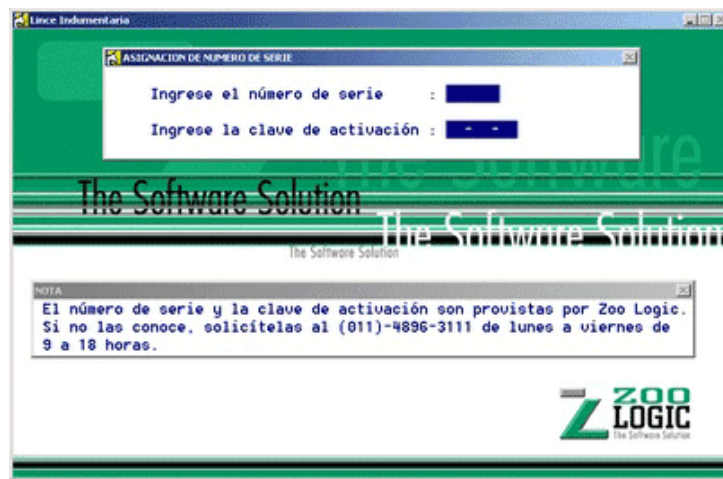 Lince Indumentaria
ASIGNACION DE NUMERO DE SERIE
Ingrese el número de serie :
Ingrese la clave de activación : - -
The Software
The Software Solution
The Software Solution
The Software Solution
NOTA
El número de serie y la clave de activación son provistas por Zoo Logic.
Si no las conoce, solicítelas al (011)-4896-3111 de lunes a viernes de
9 a 18 horas.
ZOO
LOGIC
The Software Solution